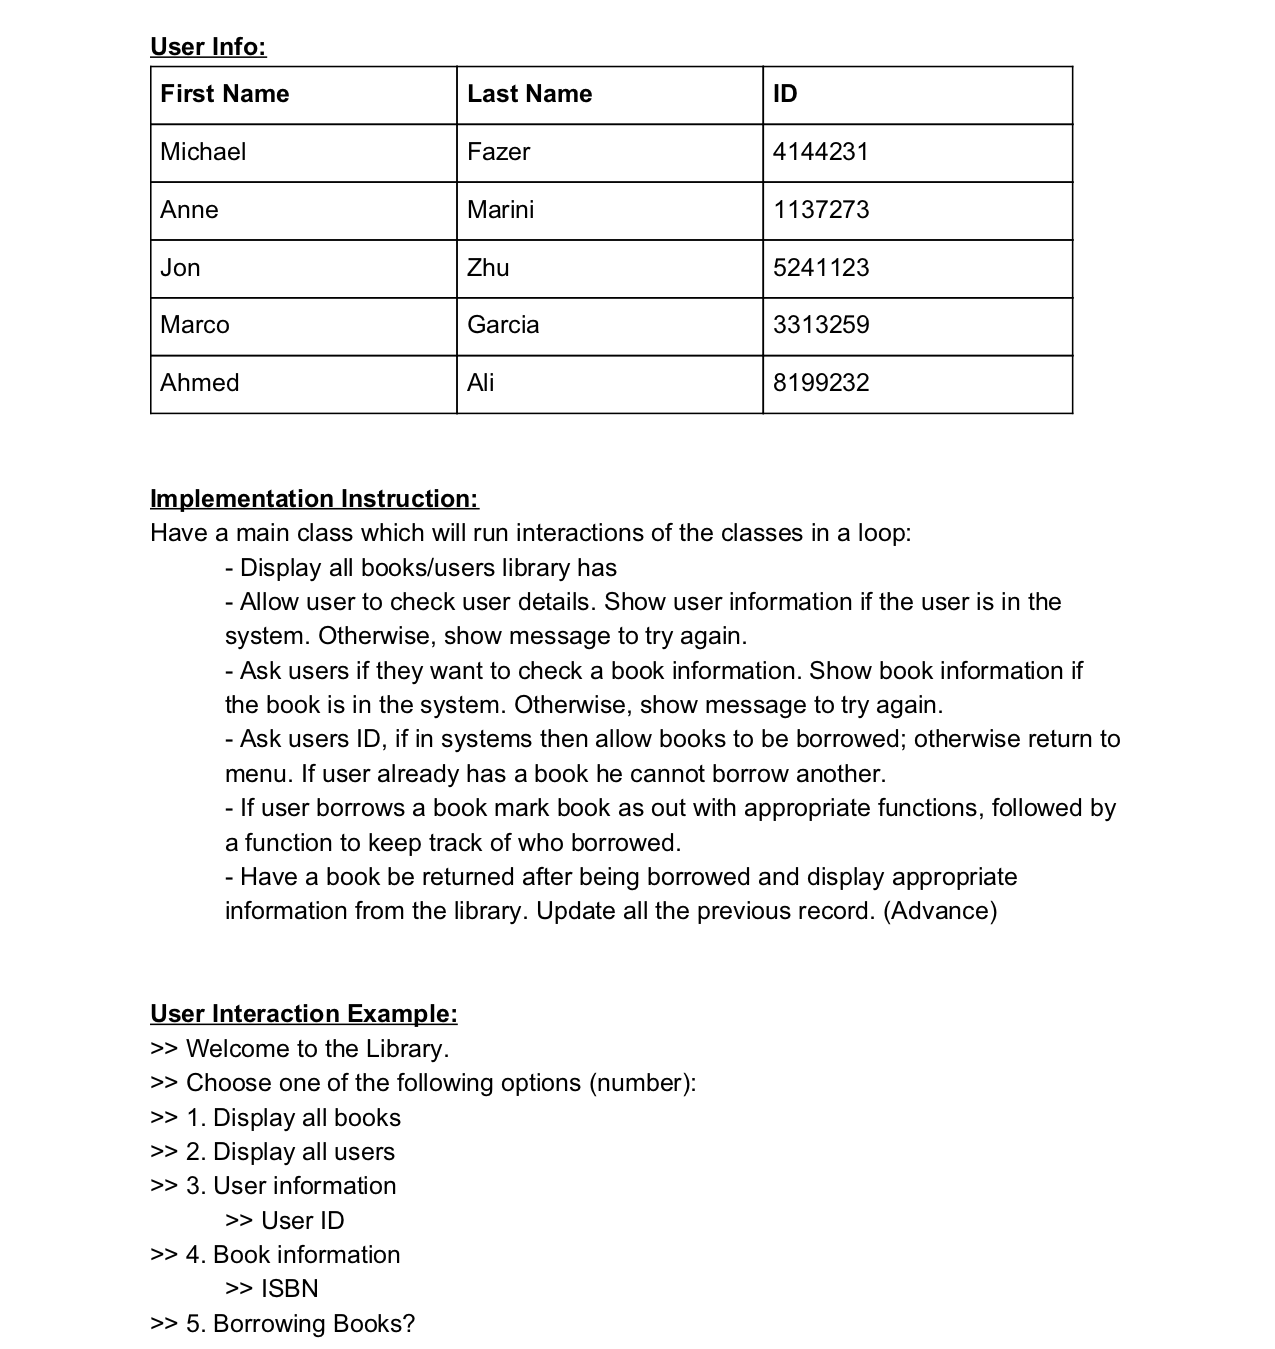 User Info:
First Name Last Name ID
Michael Fazer 4144231
Anne Marini 1137273
Jon Zhu 5241123
Marco Garcia 3313259
Ahmed Ali 8199232
Implementation Instruction:
Have a main class which will run interactions of the classes in a loop:
- Display all books/users library has
- Allow user to check user details. Show user information if the user is in the
system. Otherwise, show message to try again.
- Ask users if they want to check a book information. Show book information if
the book is in the system. Otherwise, show message to try again.
- Ask users ID, if in systems then allow books to be borrowed; otherwise return to
menu. If user already has a book he cannot borrow another.
- If user borrows a book mark book as out with appropriate functions, followed by
a function to keep track of who borrowed.
- Have a book be returned after being borrowed and display appropriate
information from the library. Update all the previous record. (Advance)
User Interaction Example:
>> Welcome to the Library.
>> Choose one of the following options (number):
>> 1. Display all books
>> 2. Display all users
>> 3. User information
>> User ID
>> 4. Book information
>> ISBN
>> 5. Borrowing Books?